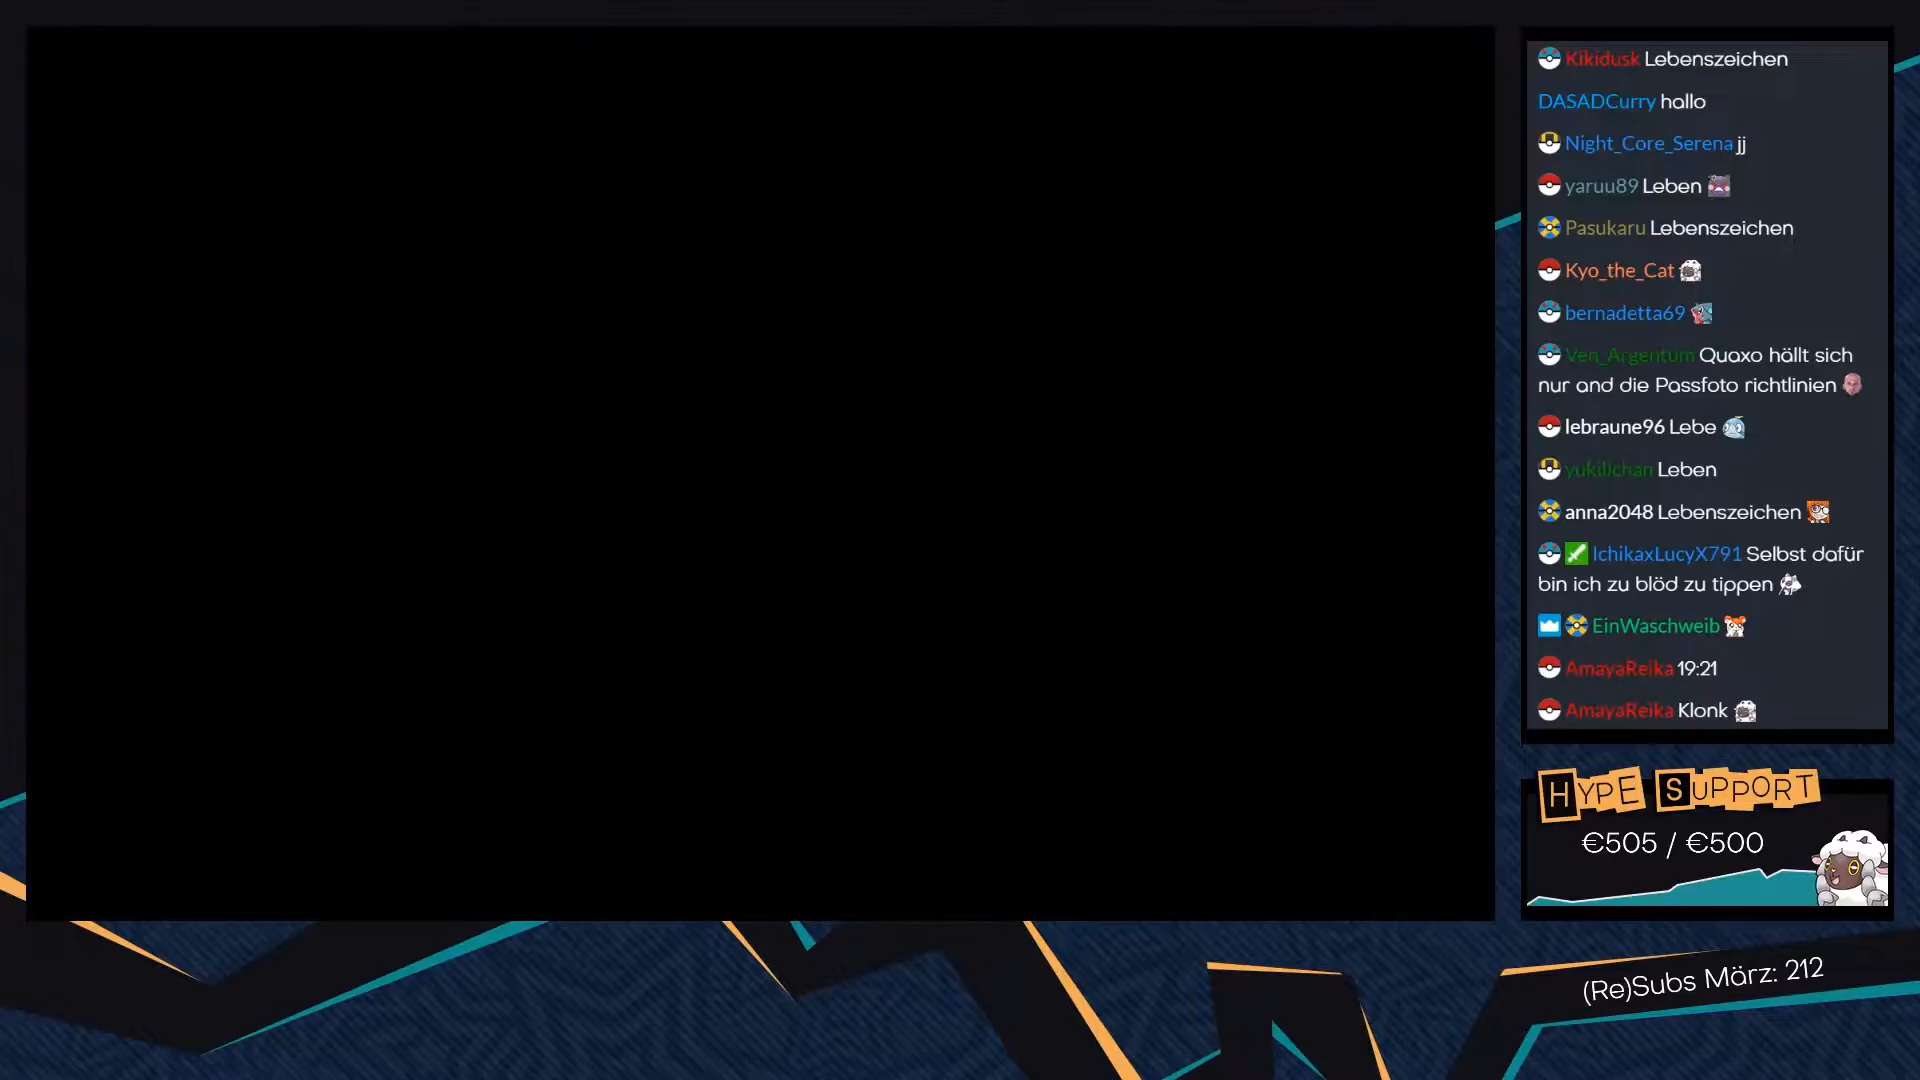 Kikidusk Lebenszeichen
DASADCurry hallo
Night_Core_Serena jj
yaruu89 Leben
Pasukaru Lebenszeichen
Kyo_the_Cat
bernadetta69
Ven_Argentum Quaxo hällt sich
nur and die Passfoto richtlinien
lebraune96 Lebe
yukilichan Leben
anna2048 Lebenszeichen
IchikaxLucyX791 Selbst dafür
bin ich zu blöd zu tippen
EinWaschweib
AmayaReika 19:21
AmayaReika Klonk
HYPE SUPPORT
€505 / €500
(Re)Subs März: 212